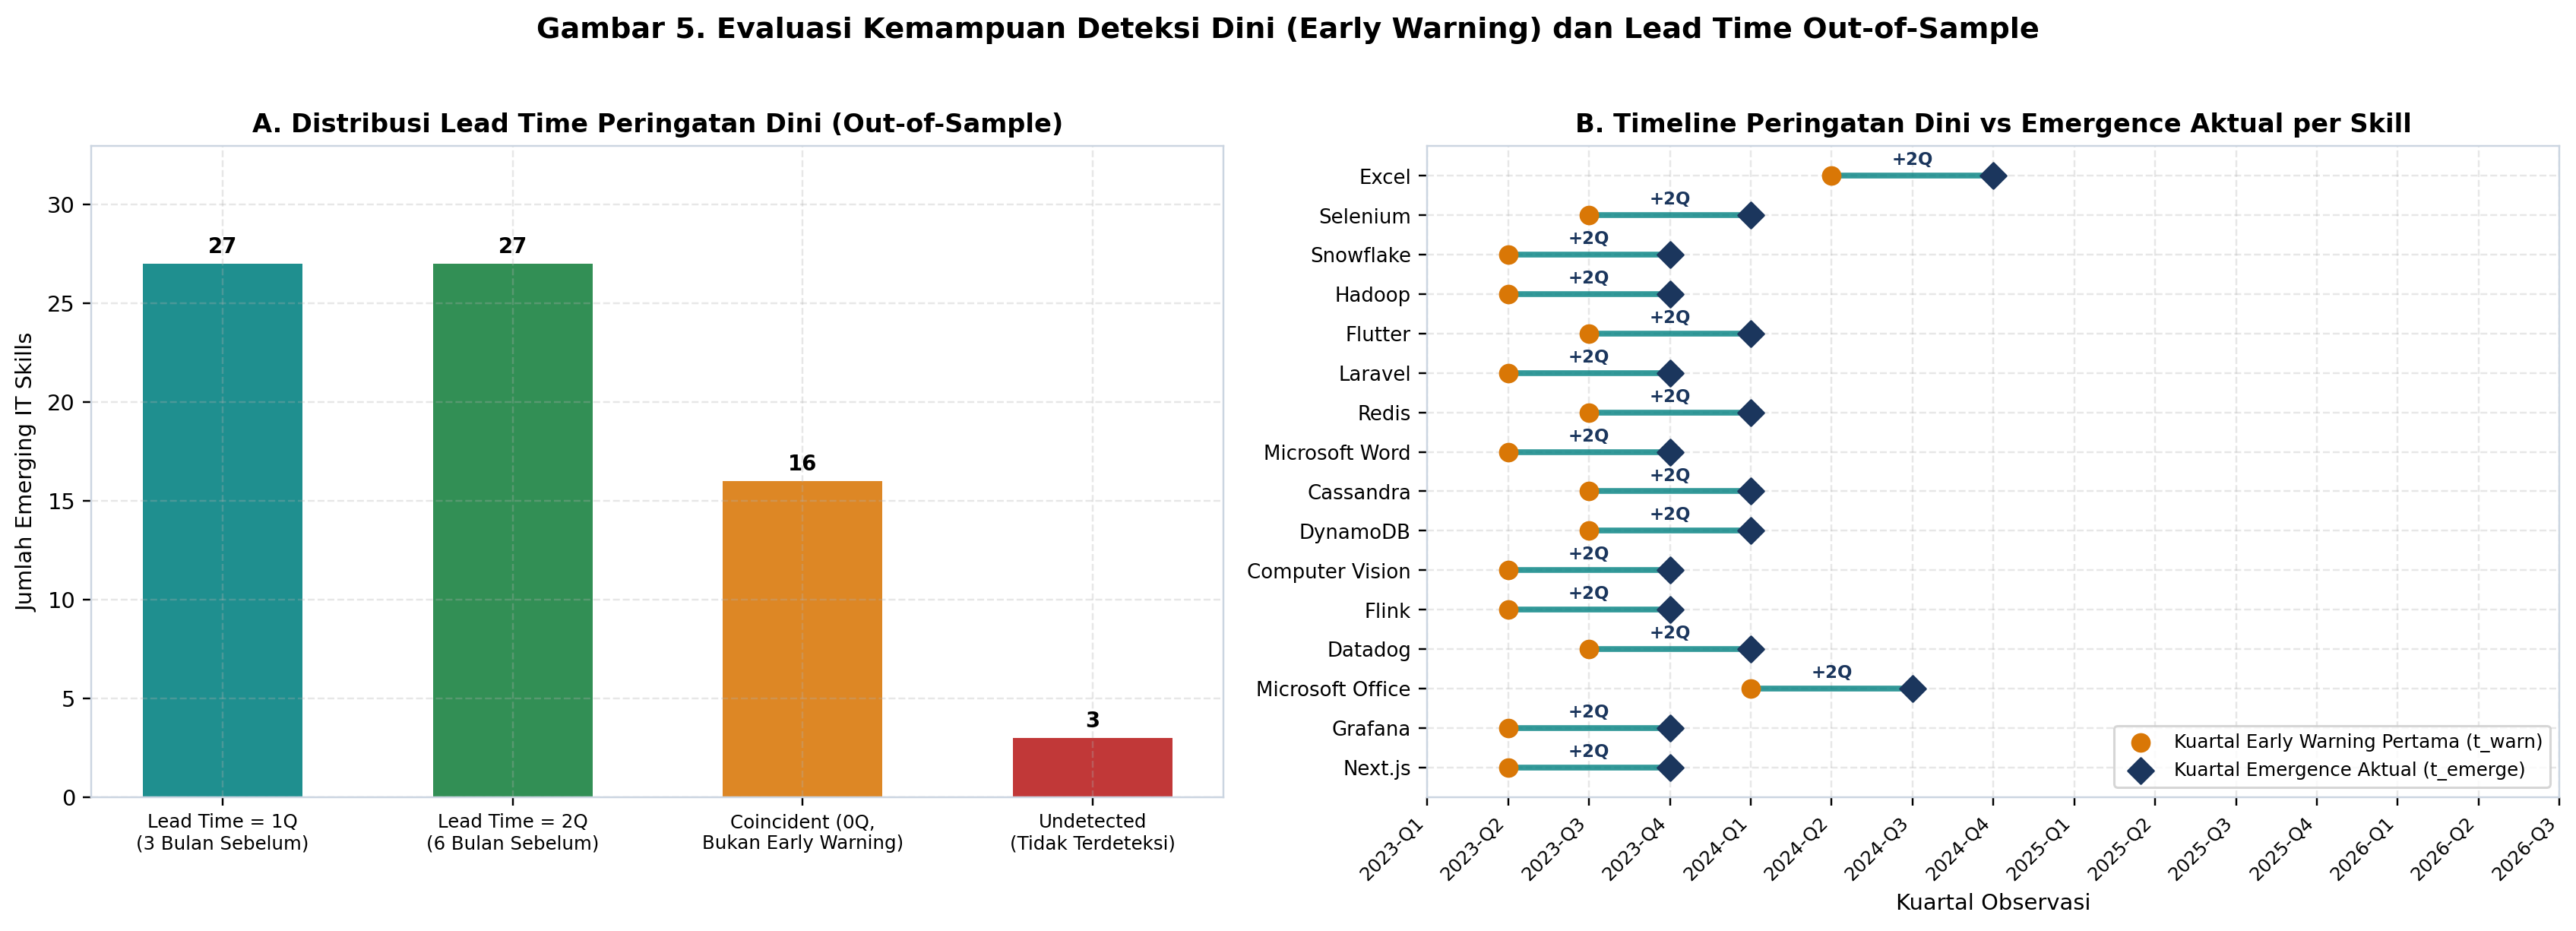 Gambar 5. Evaluasi Kemampuan Deteksi Dini (Early Warning) dan Lead Time Out-of-Sample
A. Distribusi Lead Time Peringatan Dini (Out-of-Sample)
Jumlah Emerging IT Skills
30
25
20
15
10
5
0
27
27
16
3
Lead Time = 1Q
(3 Bulan Sebelum)
Lead Time = 2Q
(6 Bulan Sebelum)
Coincident (0Q,
Bukan Early Warning)
Undetected
(Tidak Terdeteksi)
B. Timeline Peringatan Dini vs Emergence Aktual per Skill
Excel
+2Q
Selenium
+2Q
Snowflake
+2Q
Hadoop
+2Q
Flutter
+2Q
Laravel
+2Q
Redis
+2Q
Microsoft Word
+2Q
Cassandra
+2Q
DynamoDB
+2Q
Computer Vision
+2Q
Flink
+2Q
Datadog
+2Q
Microsoft Office
+2Q
Grafana
+2Q
Next.js
+2Q
Kuartal Early Warning Pertama (t_warn)
Kuartal Emergence Aktual (t_emerge)
2023-Q1
2023-Q2
2023-Q3
2023-Q4
2024-Q1
2024-Q2
2024-Q3
2024-Q4
2025-Q1
2025-Q2
2025-Q3
2025-Q4
2026-Q1
2026-Q2
2026-Q3
Kuartal Observasi